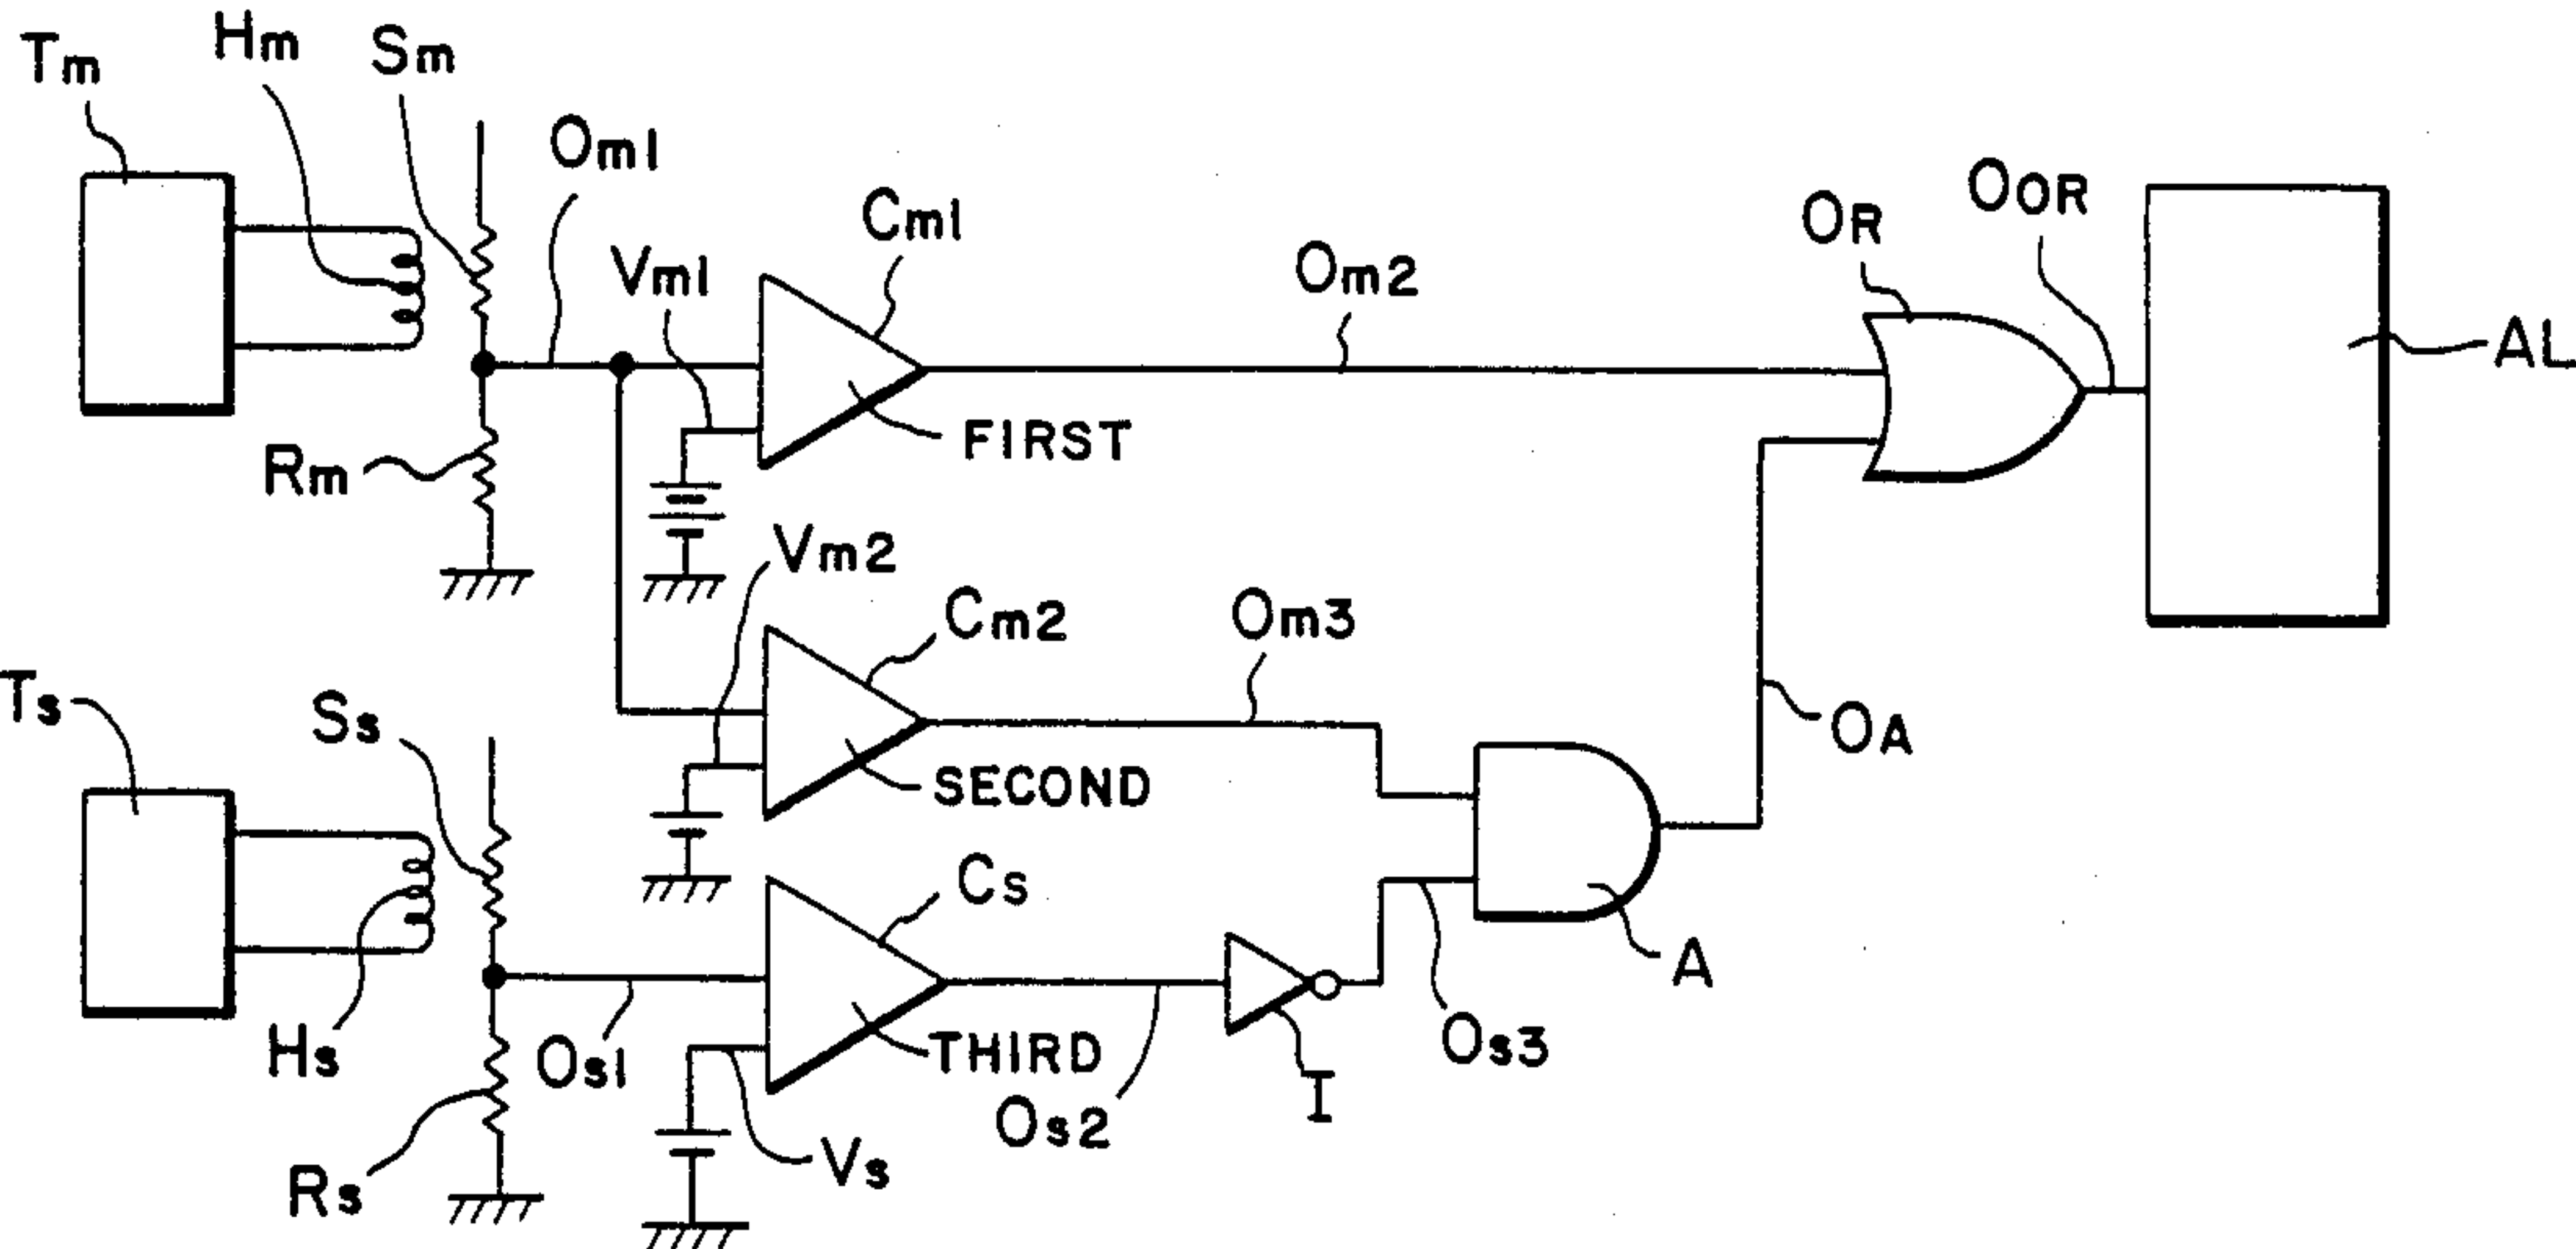 Tm
Hm
Sm
Om1
Vm1
Cm1
Om2
OR
OOR
AL
FIRST
Rm
Vm2
Cm2
Om3
OA
SECOND
Ts
Ss
Cs
A
Hs
Os1
THIRD
Os2
I
Os3
Rs
Vs